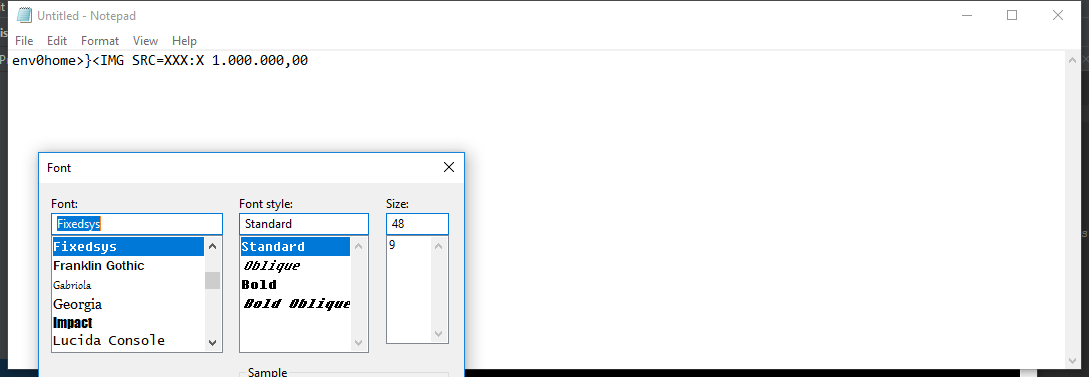 Untitled - Notepad
File Edit Format View Help
env0home>}<IMG SRC=XXX:X 1.000.000,00
Font
Font: Font style: Size:
Fixedsys Standard 48
Fixedsys Standard 9
Franklin Gothic Oblique
Gabriola Bold
Georgia Bold Oblique
Impact
Lucida Console
Sample